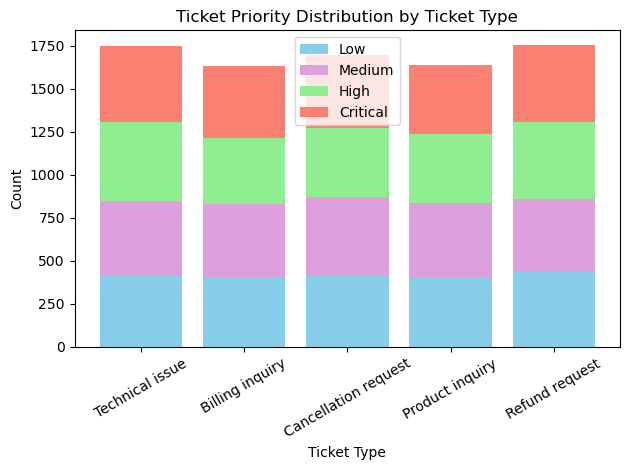 Ticket Priority Distribution by Ticket Type
Low
Medium
High
Critical
1750
1500
1250
1000
750
500
250
0
Count
Technical issue
Billing inquiry
Cancellation request
Product inquiry
Refund request
Ticket Type